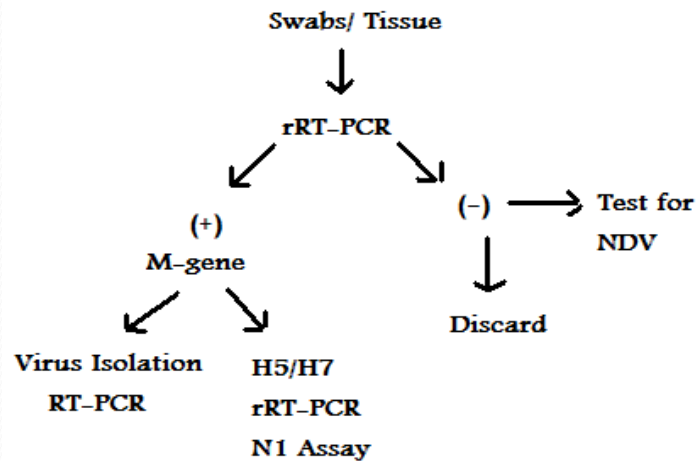 Swabs/ Tissue
rRT-PCR
(+)
M-gene
(-)
Test for
NDV
Discard
Virus Isolation
RT-PCR
H5/H7
rRT-PCR
N1 Assay